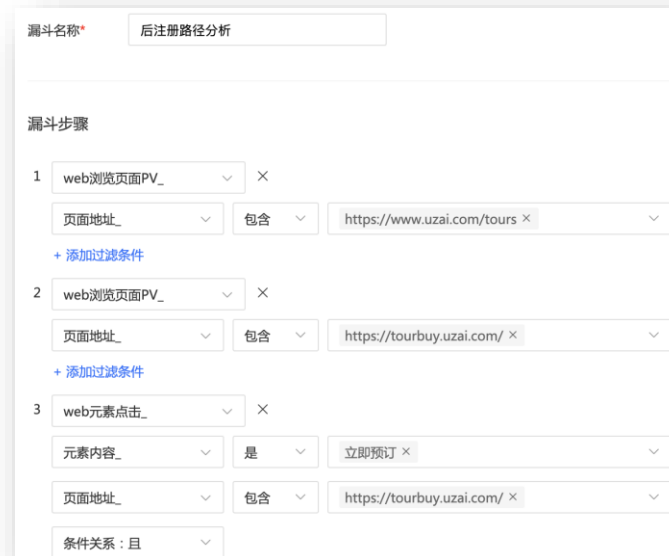 漏斗名称* 后注册路径分析
漏斗步骤
1 web浏览页面PV_ ×
页面地址_ 包含 https://www.uzai.com/tours ×
+ 添加过滤条件
2 web浏览页面PV_ ×
页面地址_ 包含 https://tourbuy.uzai.com/ ×
+ 添加过滤条件
3 web元素点击_ ×
元素内容_ 是 立即预订 ×
页面地址_ 包含 https://tourbuy.uzai.com/ ×
条件关系：且